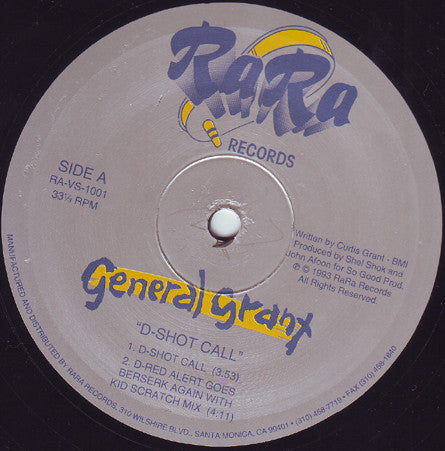 RaRa
RECORDS
SIDE A
RA-VS-1001
33⅓ RPM
Written by Curtis Grant - BMI
Produced by Shel Shok and
John Afoon for So Good Prod.
℗ © 1993 RaRa Records
All Rights Reserved.
General Grant
"D-SHOT CALL"
1. D-SHOT CALL (3:53)
2. D-RED ALERT GOES
BERSERK AGAIN WITH
KID SCRATCH MIX (4:11)
MANUFACTURED AND DISTRIBUTED BY RARA RECORDS, 310 WILSHIRE BLVD., SANTA MONICA, CA 90401 • (310) 458-7719 • FAX (310) 458-1840